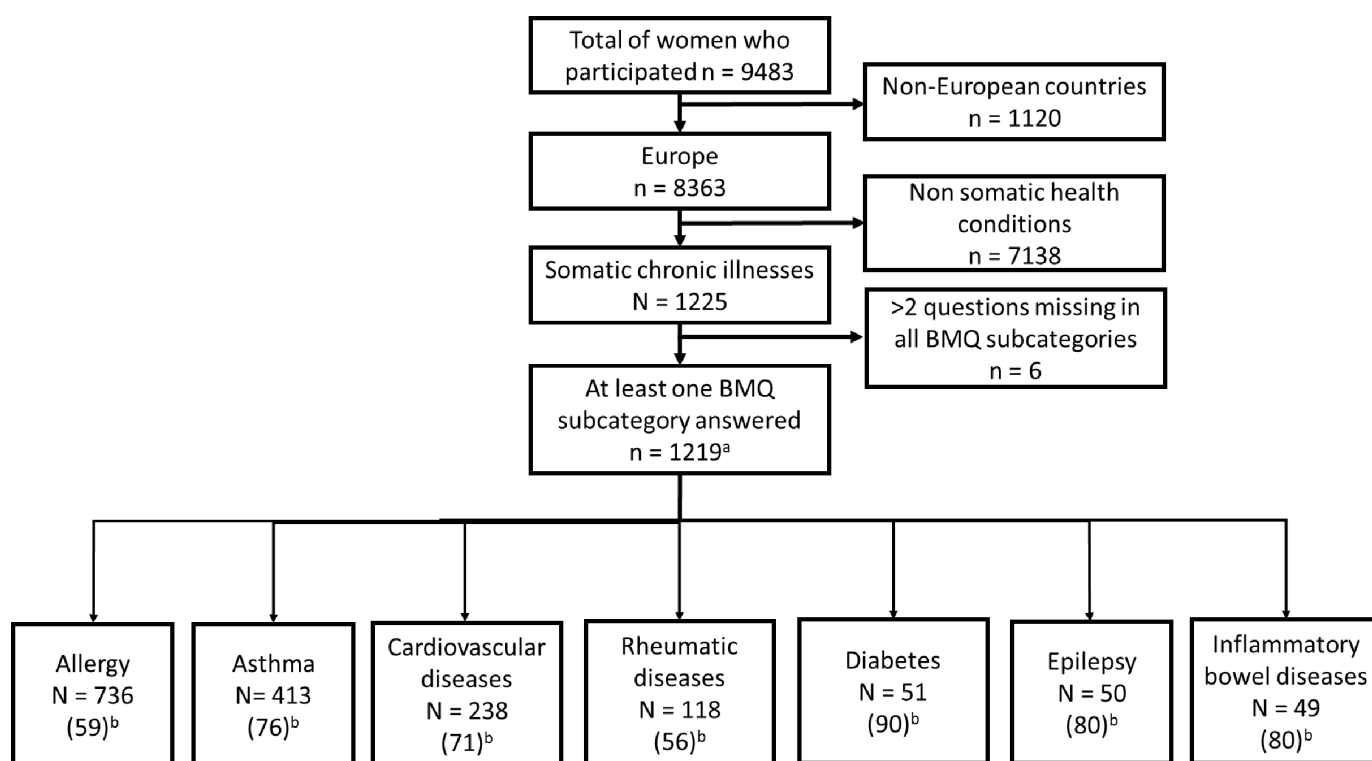 Total of women who
participated n = 9483
Non-European countries
n = 1120
Europe
n = 8363
Non somatic health
conditions
n = 7138
Somatic chronic illnesses
N = 1225
>2 questions missing in
all BMQ subcategories
n = 6
At least one BMQ
subcategory answered
n = 1219ᵃ
Allergy
N = 736
(59)ᵇ
Asthma
N= 413
(76)ᵇ
Cardiovascular
diseases
N = 238
(71)ᵇ
Rheumatic
diseases
N = 118
(56)ᵇ
Diabetes
N = 51
(90)ᵇ
Epilepsy
N = 50
(80)ᵇ
Inflammatory
bowel diseases
N = 49
(80)ᵇ